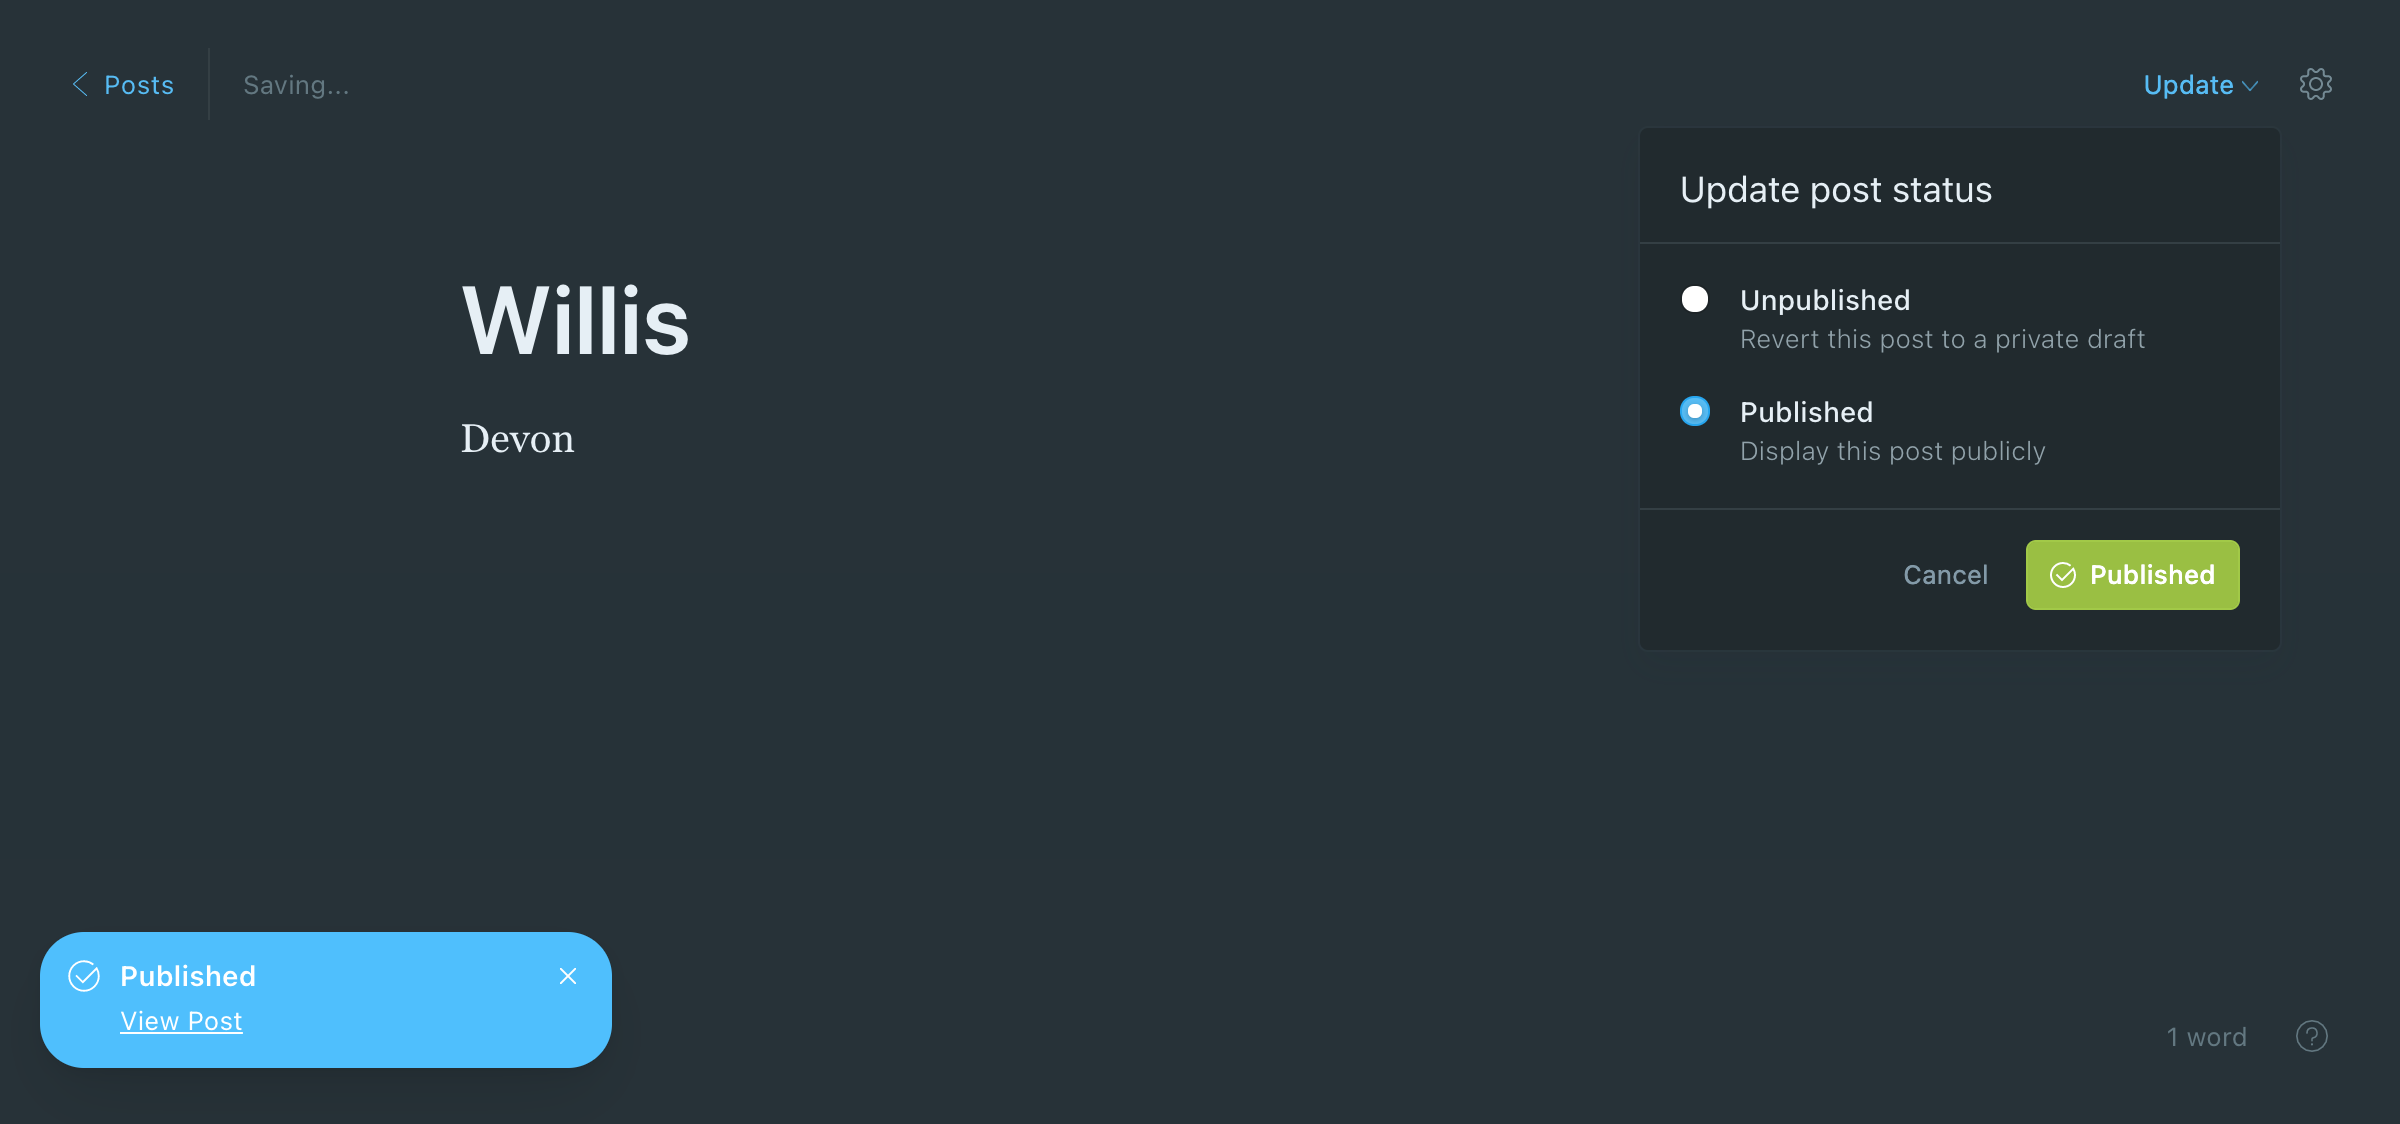 Posts
Saving...
Update
Update post status
Unpublished
Revert this post to a private draft
Published
Display this post publicly
Cancel
Published
Willis
Devon
Published
View Post
1 word
?